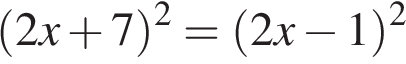 (2x + 7)² = (2x − 1)²